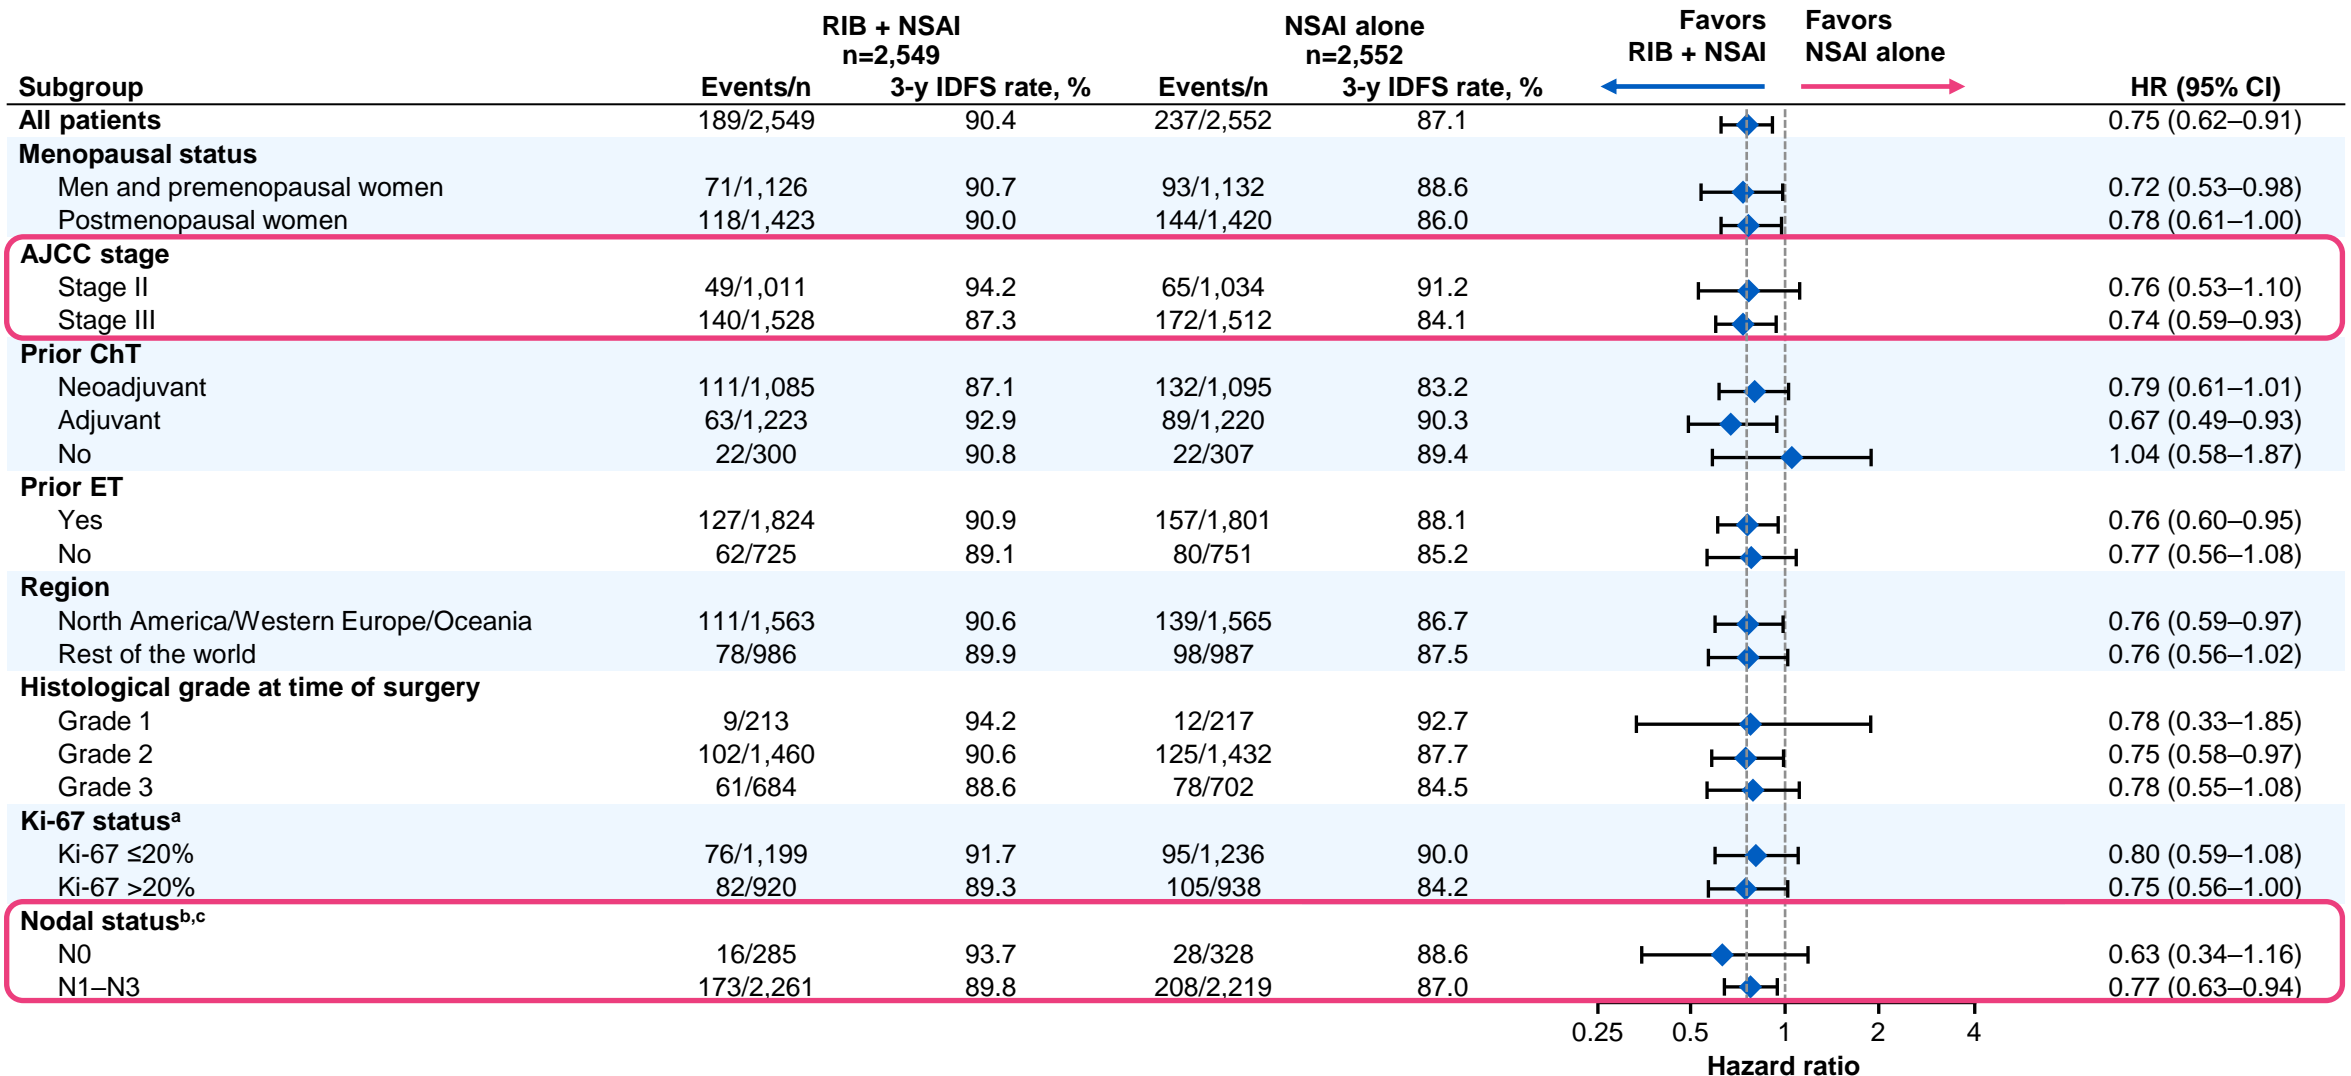 RIB + NSAI NSAI alone Favors Favors
n=2,549 n=2,552 RIB + NSAI NSAI alone
Subgroup Events/n 3-y IDFS rate, % Events/n 3-y IDFS rate, % HR (95% CI)
All patients 189/2,549 90.4 237/2,552 87.1 0.75 (0.62–0.91)
Menopausal status
Men and premenopausal women 71/1,126 90.7 93/1,132 88.6 0.72 (0.53–0.98)
Postmenopausal women 118/1,423 90.0 144/1,420 86.0 0.78 (0.61–1.00)
AJCC stage
Stage II 49/1,011 94.2 65/1,034 91.2 0.76 (0.53–1.10)
Stage III 140/1,528 87.3 172/1,512 84.1 0.74 (0.59–0.93)
Prior ChT
Neoadjuvant 111/1,085 87.1 132/1,095 83.2 0.79 (0.61–1.01)
Adjuvant 63/1,223 92.9 89/1,220 90.3 0.67 (0.49–0.93)
No 22/300 90.8 22/307 89.4 1.04 (0.58–1.87)
Prior ET
Yes 127/1,824 90.9 157/1,801 88.1 0.76 (0.60–0.95)
No 62/725 89.1 80/751 85.2 0.77 (0.56–1.08)
Region
North America/Western Europe/Oceania 111/1,563 90.6 139/1,565 86.7 0.76 (0.59–0.97)
Rest of the world 78/986 89.9 98/987 87.5 0.76 (0.56–1.02)
Histological grade at time of surgery
Grade 1 9/213 94.2 12/217 92.7 0.78 (0.33–1.85)
Grade 2 102/1,460 90.6 125/1,432 87.7 0.75 (0.58–0.97)
Grade 3 61/684 88.6 78/702 84.5 0.78 (0.55–1.08)
Ki-67 statusᵃ
Ki-67 ≤20% 76/1,199 91.7 95/1,236 90.0 0.80 (0.59–1.08)
Ki-67 >20% 82/920 89.3 105/938 84.2 0.75 (0.56–1.00)
Nodal statusᵇ,ᶜ
N0 16/285 93.7 28/328 88.6 0.63 (0.34–1.16)
N1–N3 173/2,261 89.8 208/2,219 87.0 0.77 (0.63–0.94)
0.25 0.5 1 2 4
Hazard ratio